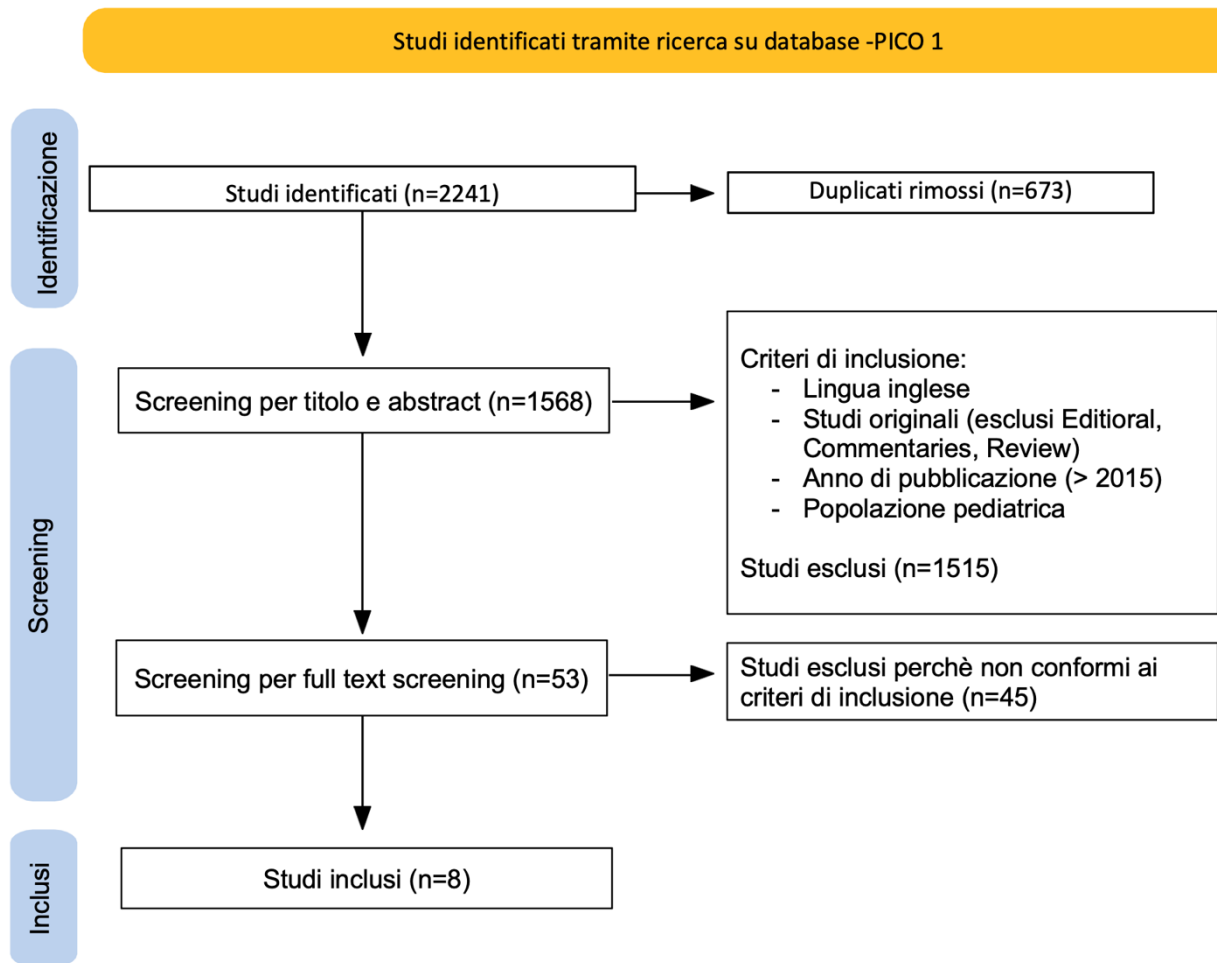 Studi identificati tramite ricerca su database -PICO 1
Identificazione
Studi identificati (n=2241)
Duplicati rimossi (n=673)
Screening
Screening per titolo e abstract (n=1568)
Criteri di inclusione:
- Lingua inglese
- Studi originali (esclusi Editioral,
Commentaries, Review)
- Anno di pubblicazione (> 2015)
- Popolazione pediatrica
Studi esclusi (n=1515)
Screening per full text screening (n=53)
Studi esclusi perchè non conformi ai
criteri di inclusione (n=45)
Inclusi
Studi inclusi (n=8)